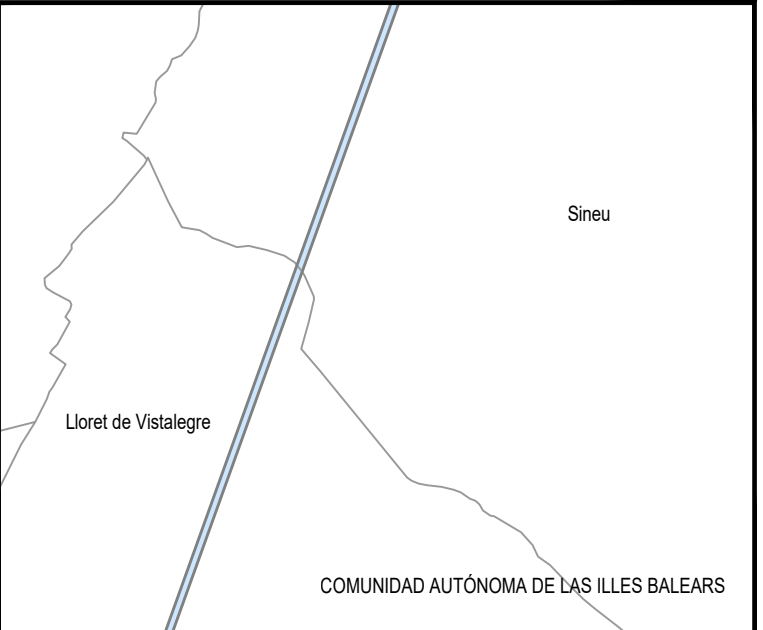 Sineu
Lloret de Vistalegre
COMUNIDAD AUTÓNOMA DE LAS ILLES BALEARS